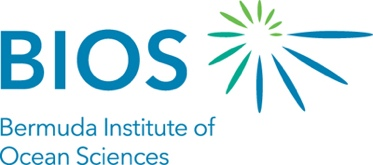 BIOS
Bermuda Institute of
Ocean Sciences